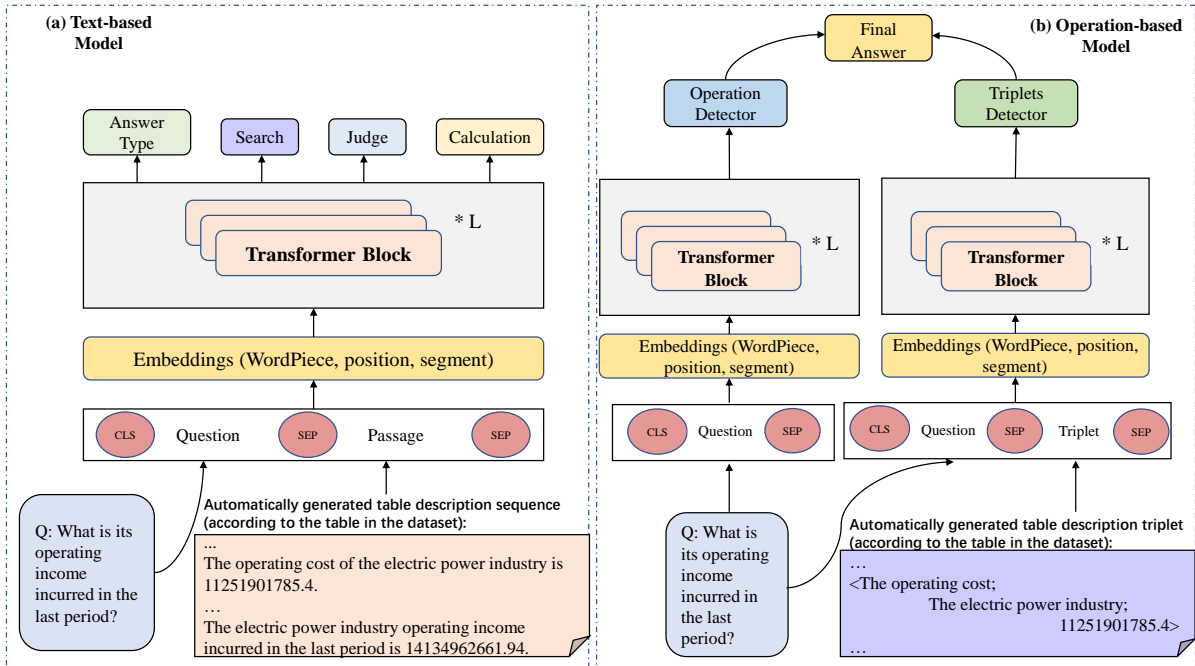 (a) Text-based
Model
Answer
Type
Search
Judge
Calculation
* L
Transformer Block
Embeddings (WordPiece, position, segment)
CLS
Question
SEP
Passage
SEP
Q: What is its
operating
income
incurred in the
last period?
Automatically generated table description sequence
(according to the table in the dataset):
...
The operating cost of the electric power industry is
11251901785.4.
…
The electric power industry operating income
incurred in the last period is 14134962661.94.
(b) Operation-based
Model
Final
Answer
Operation
Detector
Triplets
Detector
* L
Transformer
Block
* L
Transformer
Block
Embeddings (WordPiece,
position, segment)
Embeddings (WordPiece, position,
segment)
CLS
Question
SEP
CLS
Question
SEP
Triplet
SEP
Q: What is
its operating
income
incurred in
the last
period?
Automatically generated table description triplet
(according to the table in the dataset):
…
<The operating cost;
The electric power industry;
11251901785.4>
…